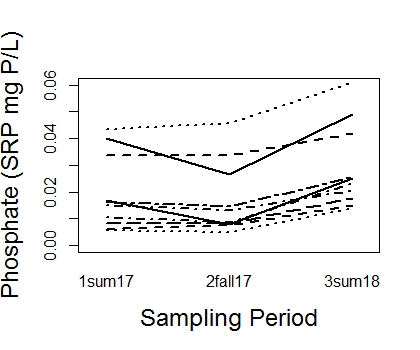 Phosphate (SRP mg P/L)
0.06
0.04
0.02
0.00
1sum17 2fall17 3sum18
Sampling Period